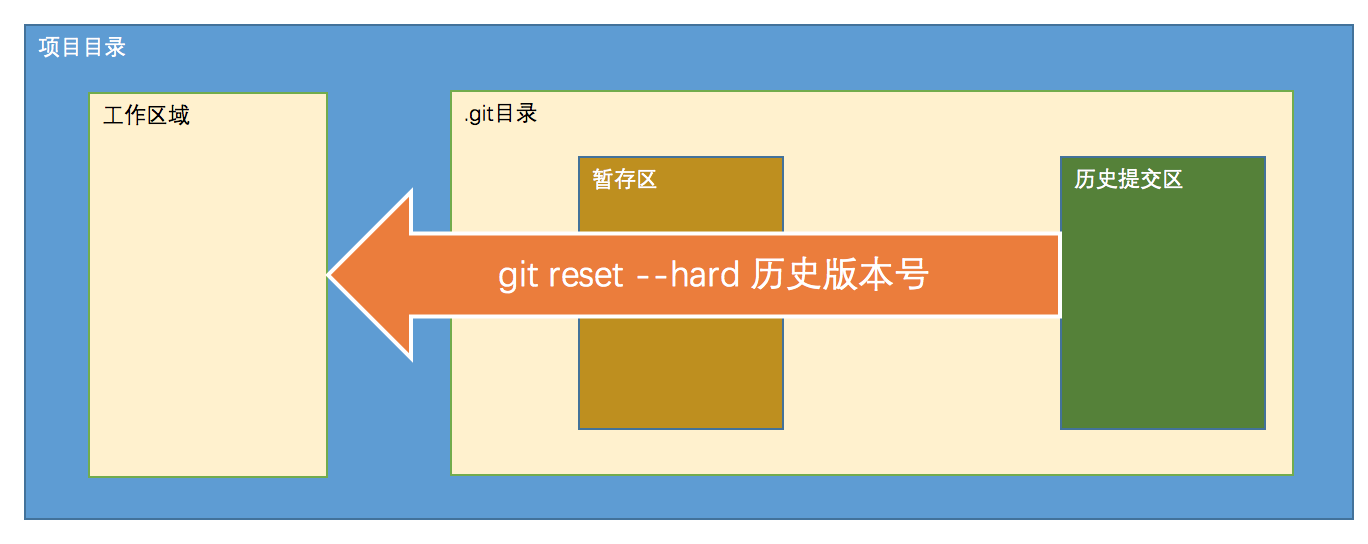 项目目录
工作区域
.git目录
暂存区
历史提交区
git reset --hard 历史版本号